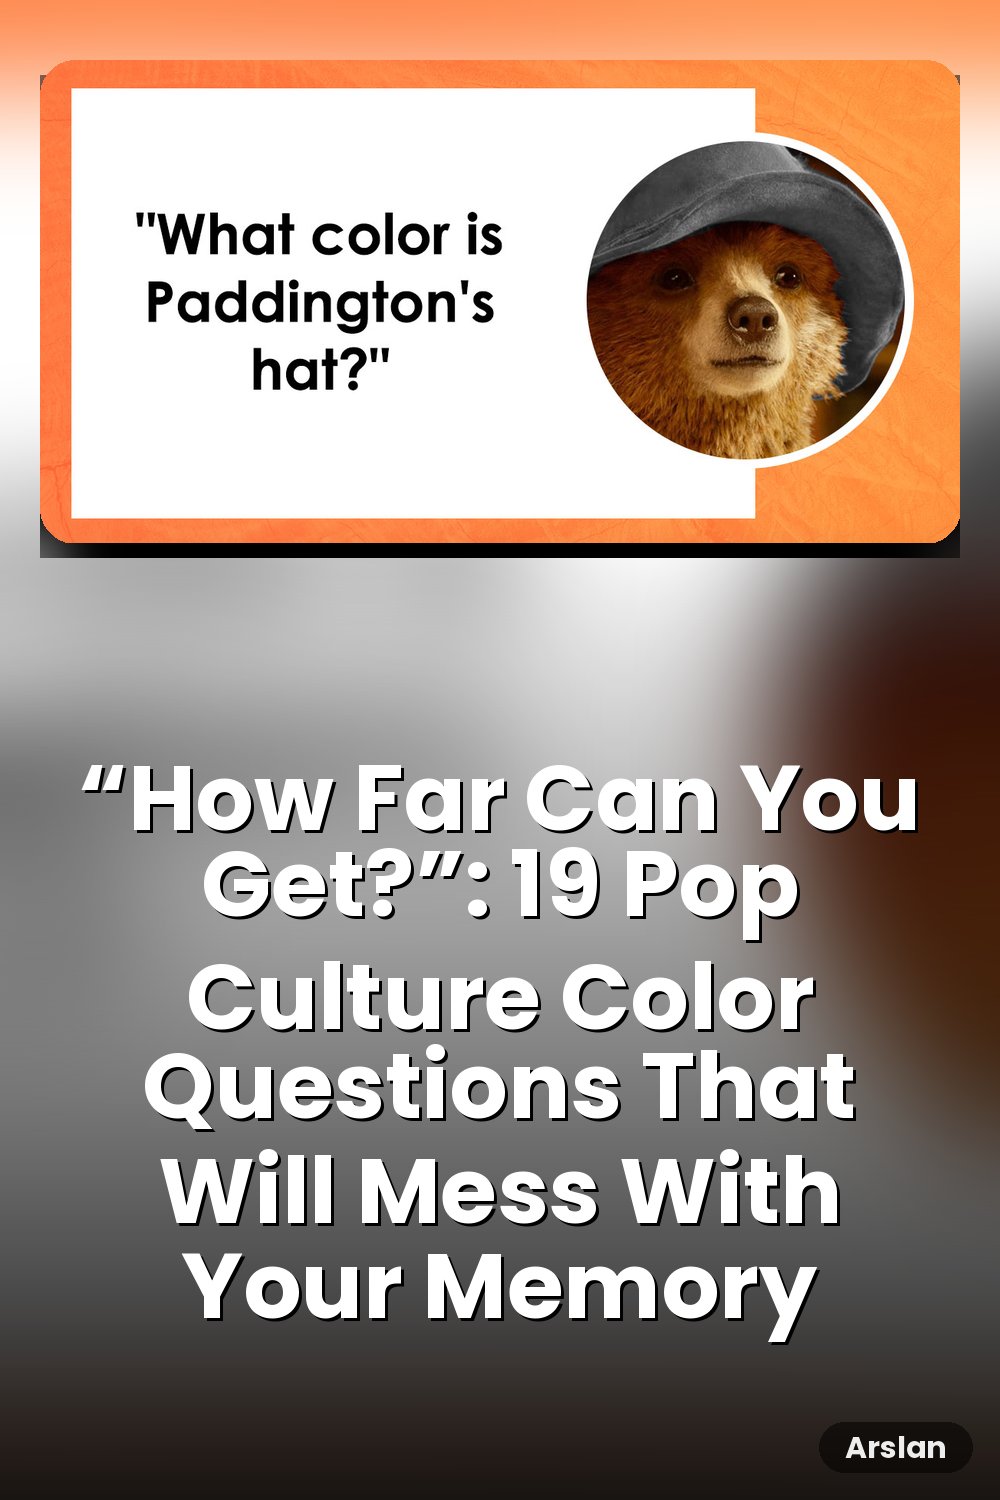 "What color is
Paddington's
hat?"
“How Far Can You
Get?”: 19 Pop
Culture Color
Questions That
Will Mess With
Your Memory
Arslan